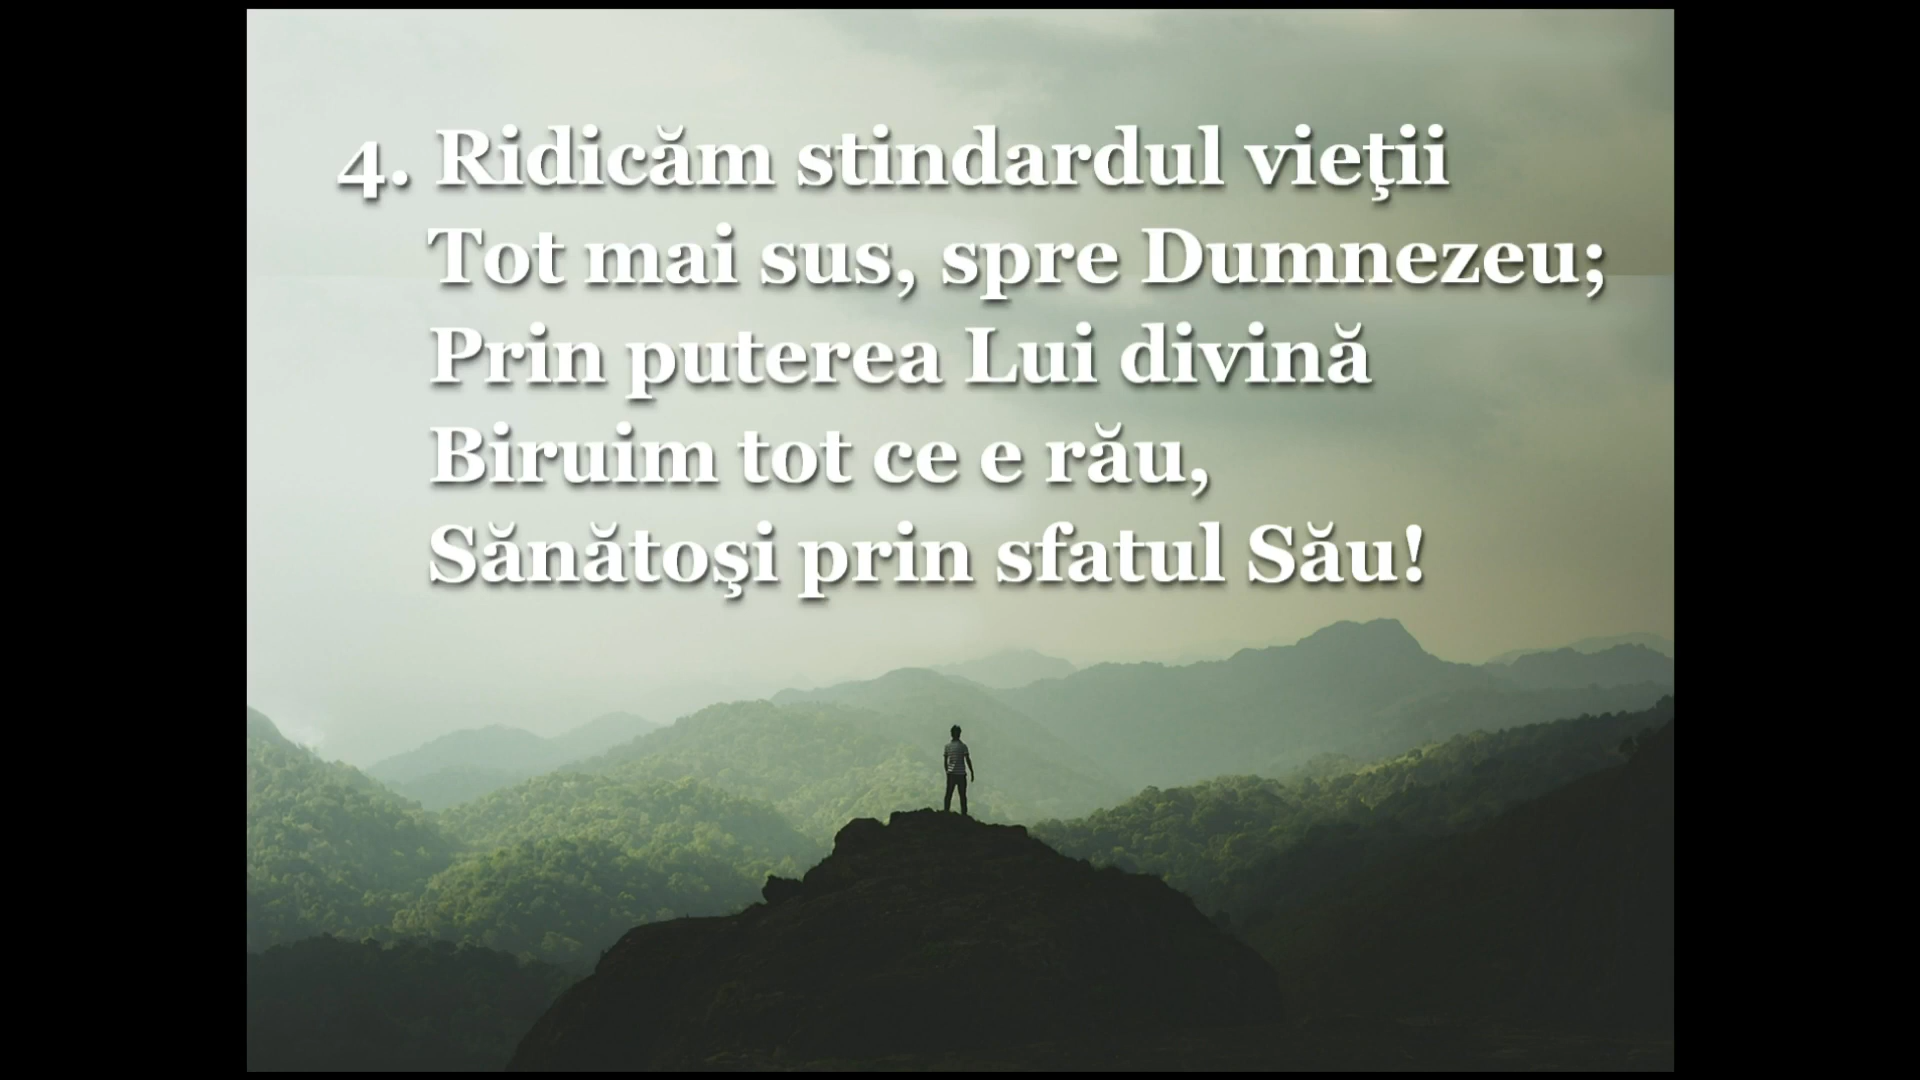 4. Ridicăm stindardul vieţii
Tot mai sus, spre Dumnezeu;
Prin puterea Lui divină
Biruim tot ce e rău,
Sănătoşi prin sfatul Său!